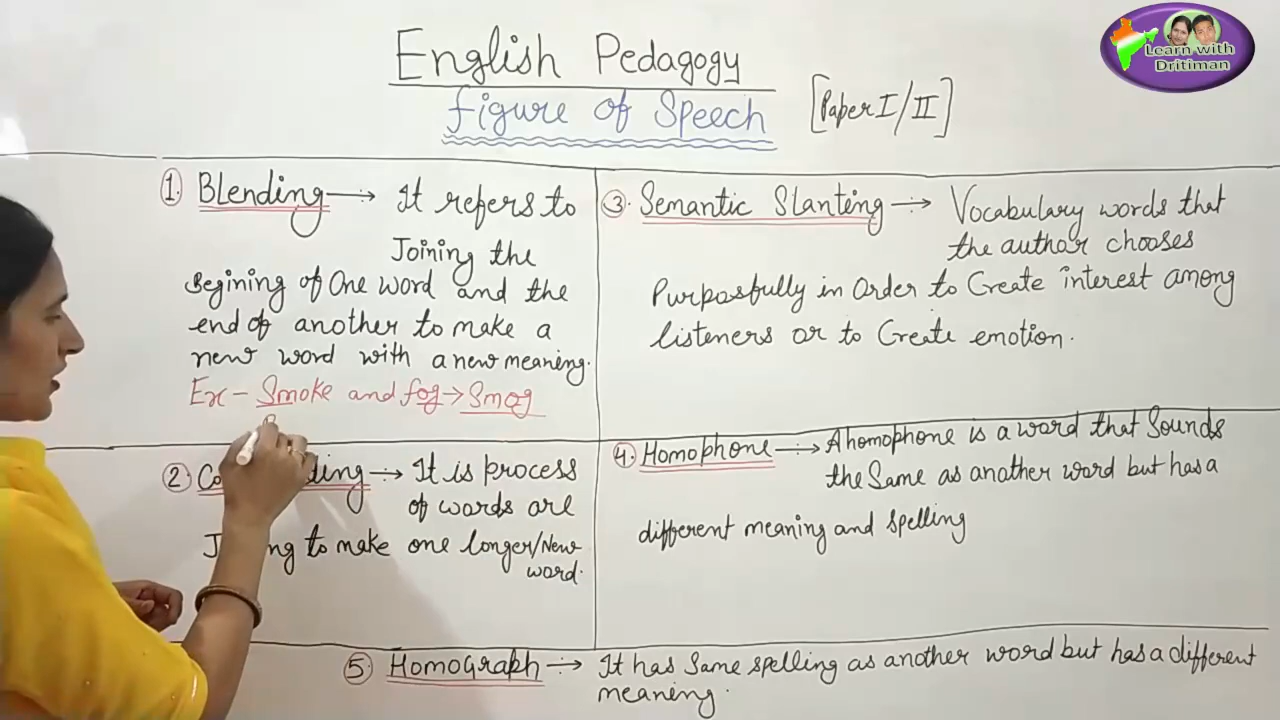 English Pedagogy
Figure of Speech [Paper I/II]
Learn with
Dritiman
1. Blending → It refers to
Joining the
Begining of One word and the
end of another to make a
new word with a new meaning.
Ex - Smoke and fog → Smog
2. → It is process
of words are
to make one longer/New
word.
3. Semantic Slanting → Vocabulary words that
the author chooses
Purposfully in Order to Create interest among
listeners or to Create emotion.
4. Homophone → A homophone is a word that Sounds
the Same as another word but has a
different meaning and spelling
5. HomoGraph → It has Same spelling as another word but has a different
meaning.